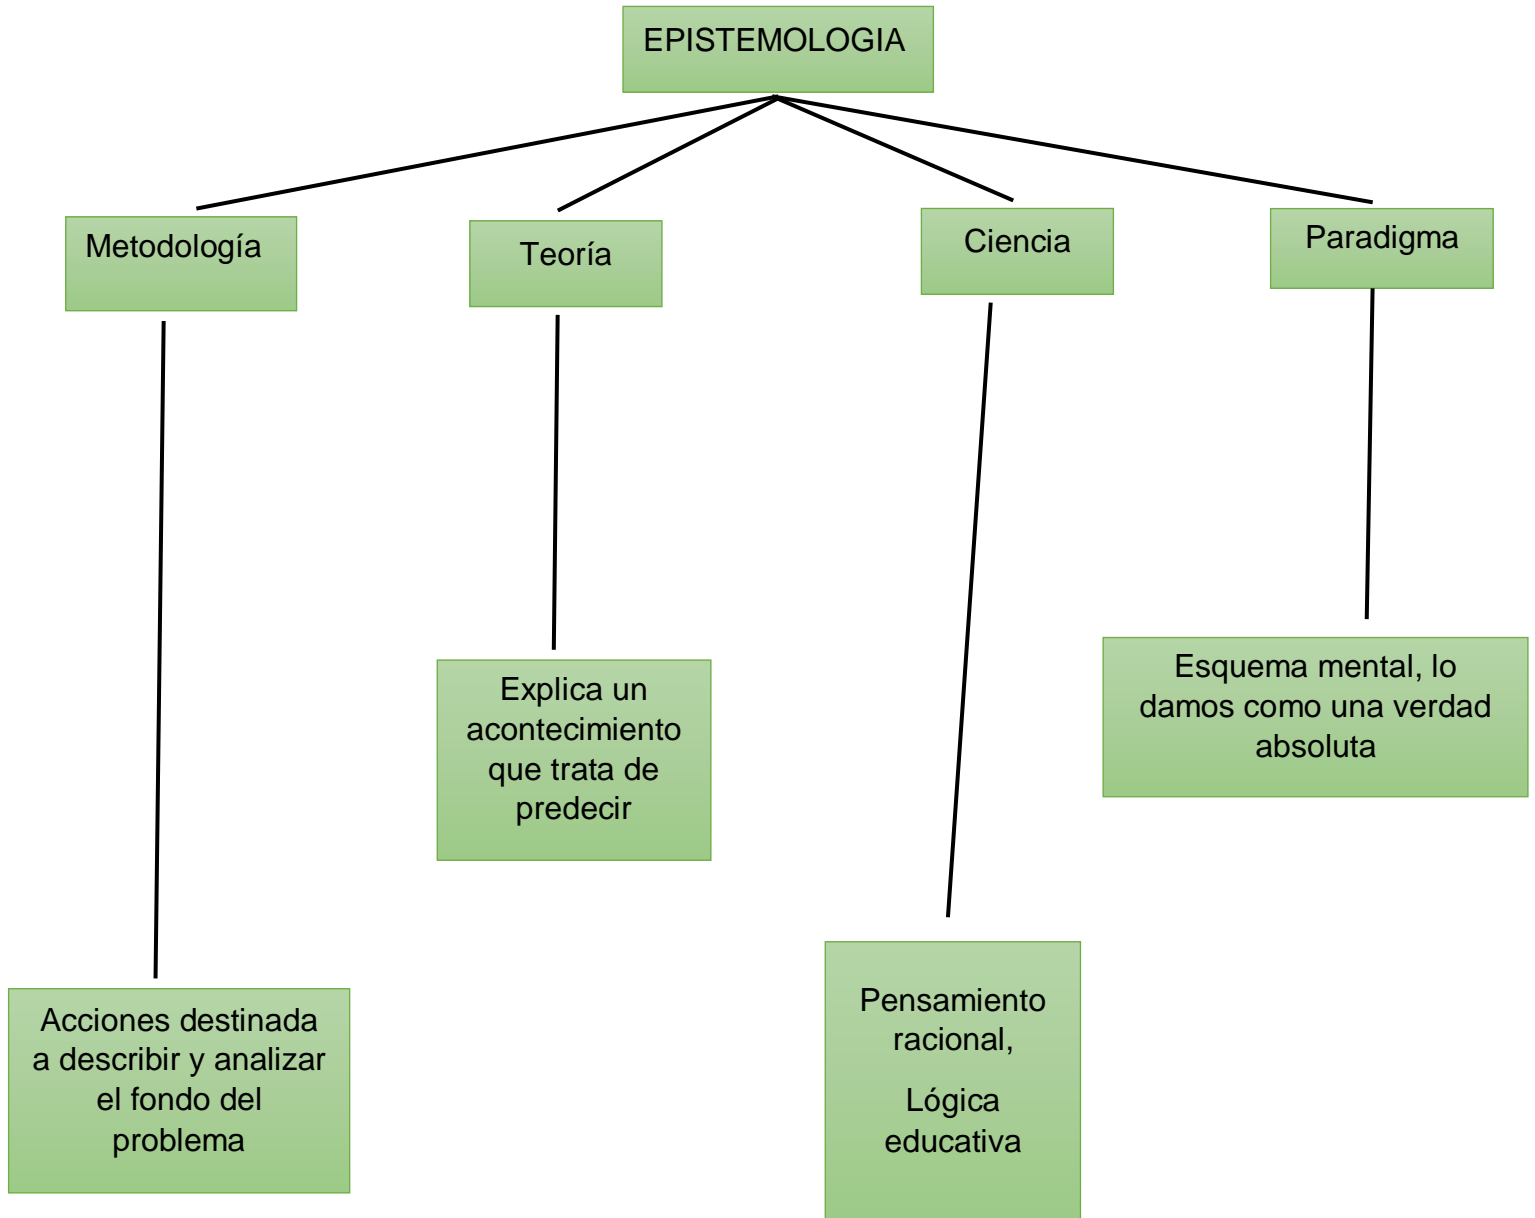 EPISTEMOLOGIA
Metodología
Teoría
Ciencia
Paradigma
Explica un
acontecimiento
que trata de
predecir
Esquema mental, lo
damos como una verdad
absoluta
Acciones destinada
a describir y analizar
el fondo del
problema
Pensamiento
racional,
Lógica
educativa